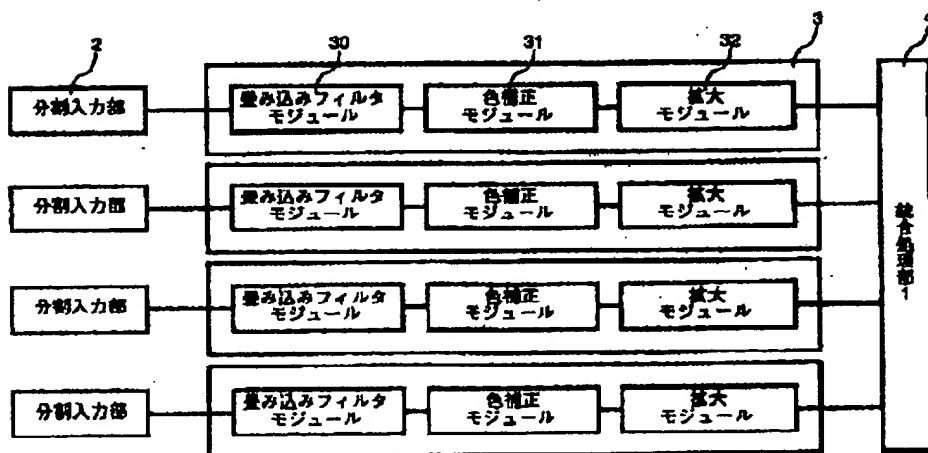 2
30
31
32
3
4
分割入力部
畳み込みフィルタ
モジュール
色補正
モジュール
拡大
モジュール
分割入力部
畳み込みフィルタ
モジュール
色補正
モジュール
拡大
モジュール
分割入力部
畳み込みフィルタ
モジュール
色補正
モジュール
拡大
モジュール
分割入力部
畳み込みフィルタ
モジュール
色補正
モジュール
拡大
モジュール
統合処理部1